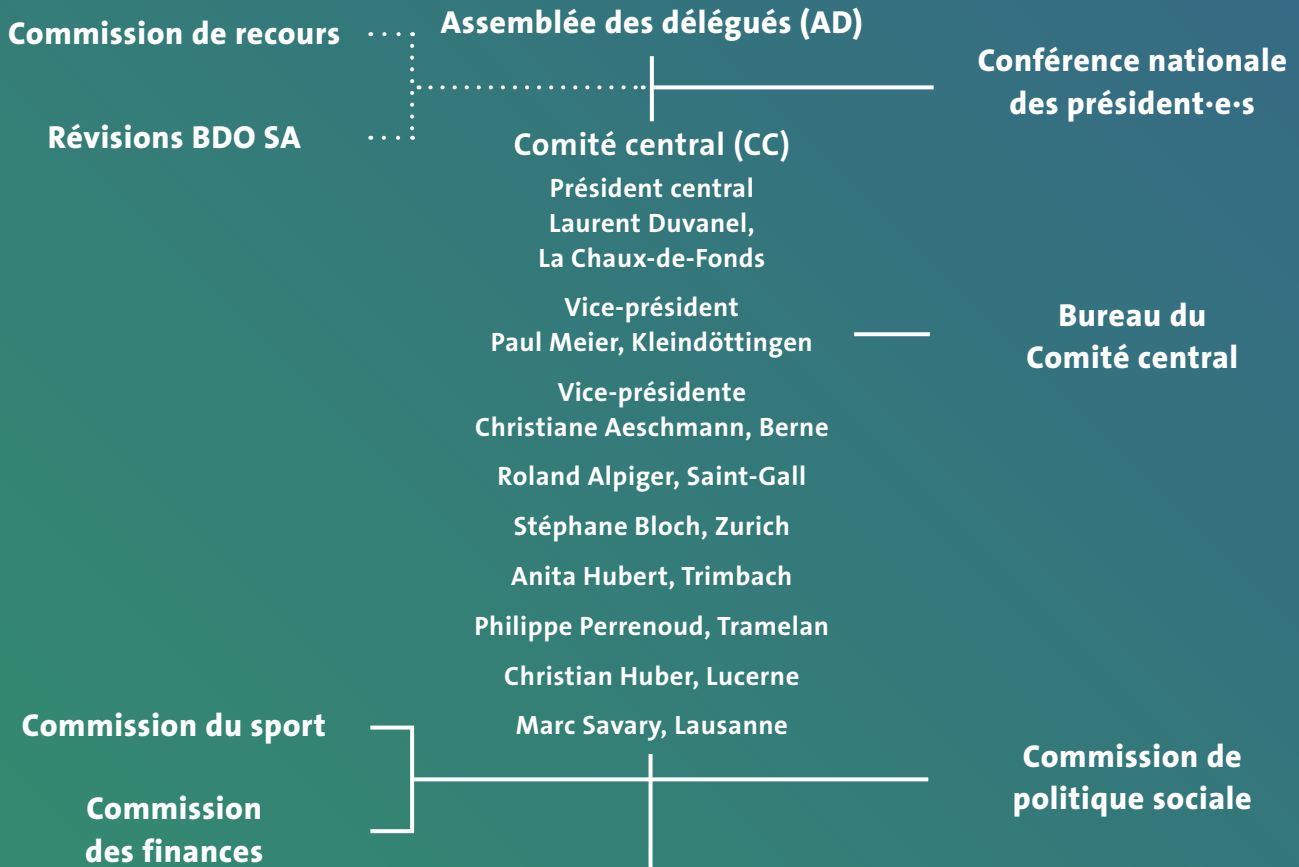 Commission de recours
Révisions BDO SA
Assemblée des délégués (AD)
Conférence nationale
des président·e·s
Comité central (CC)
Président central
Laurent Duvanel,
La Chaux-de-Fonds
Vice-président
Paul Meier, Kleindöttingen
Vice-présidente
Christiane Aeschmann, Berne
Roland Alpiger, Saint-Gall
Stéphane Bloch, Zurich
Anita Hubert, Trimbach
Philippe Perrenoud, Tramelan
Christian Huber, Lucerne
Marc Savary, Lausanne
Bureau du
Comité central
Commission du sport
Commission
des finances
Commission de
politique sociale